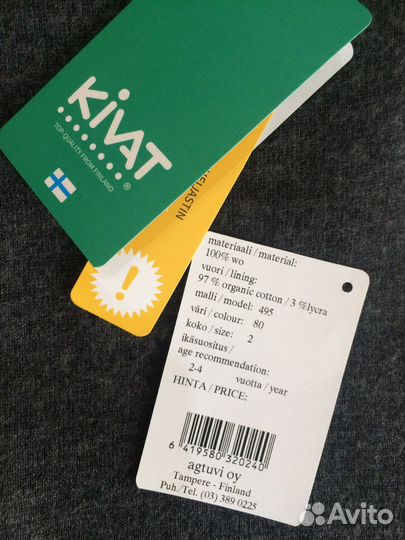 KIVAT
®
TOP QUALITY FROM FINLAND
HEIJASTIN
!
materiaali / material:
100% wo
vuori / lining:
97 % organic cotton / 3 %lycra
malli / model: 495
väri / colour: 80
koko / size: 2
ikäsuositus /
age recommendation:
2-4 vuotta / year
HINTA / PRICE:
6 419580 320240
agtuvi oy
Tampere - Finland
Puh./Tel. (03) 389 0225
Avito